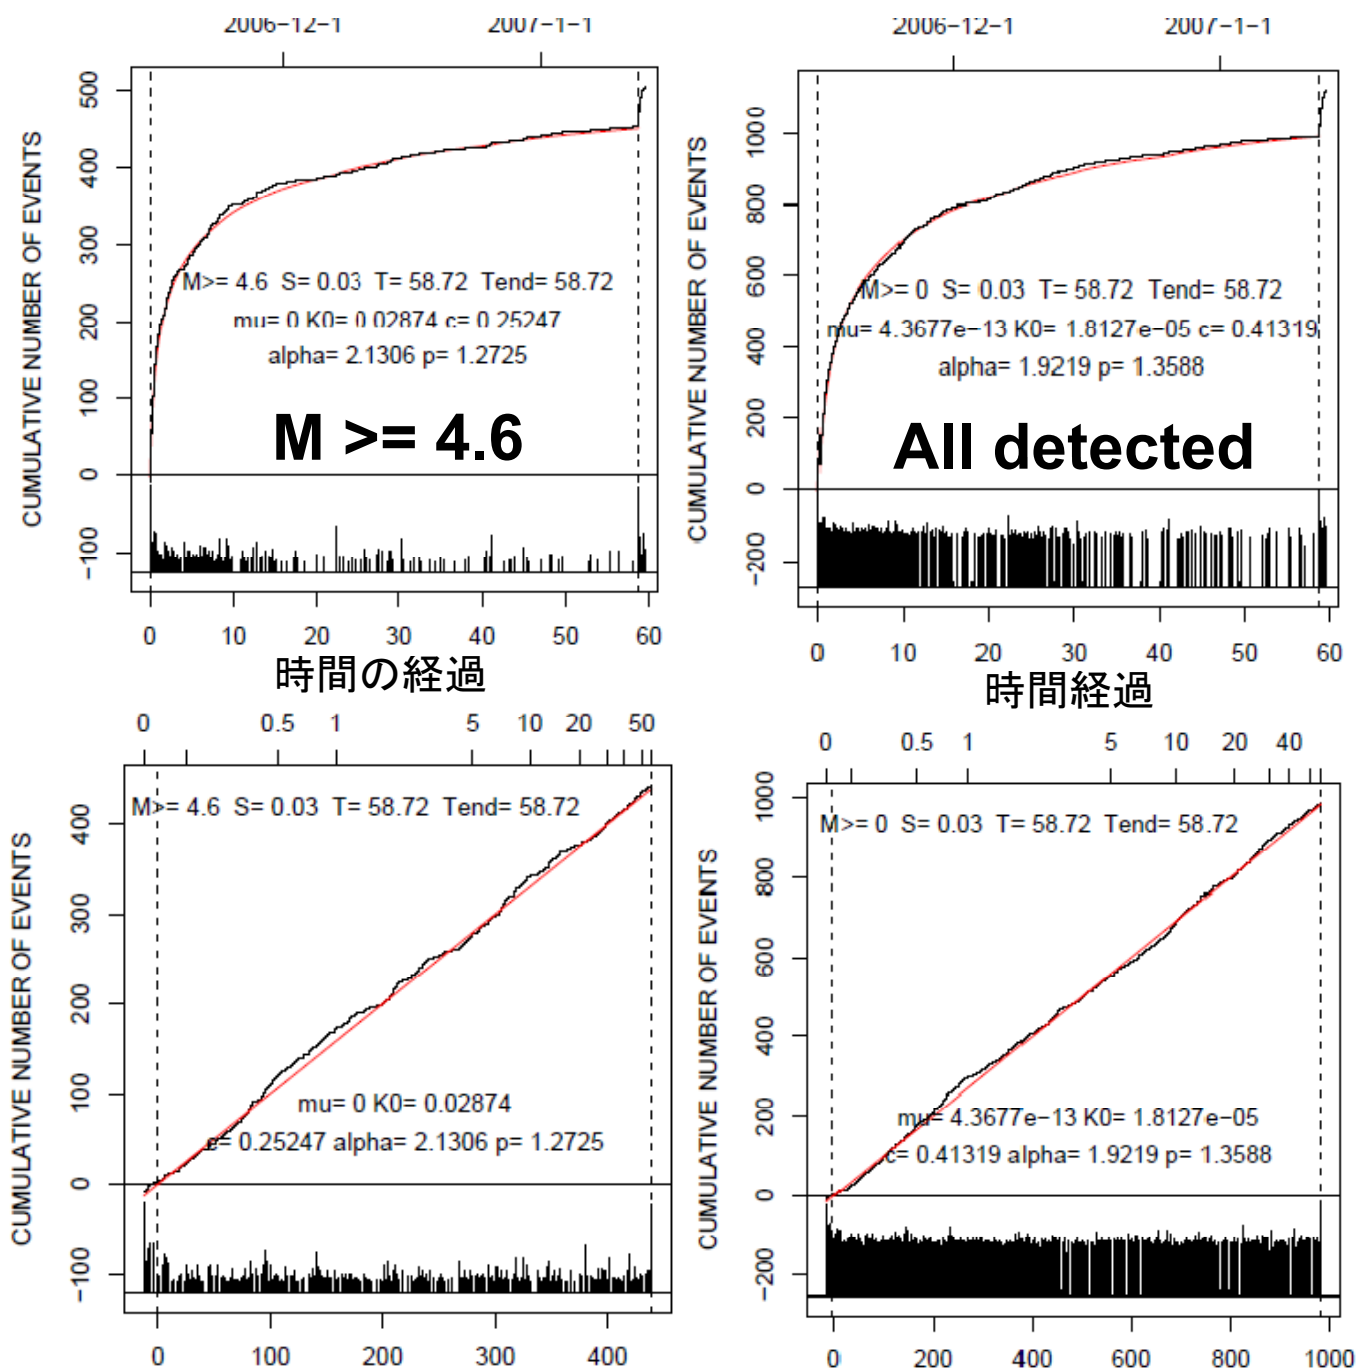 2006-12-1 2007-1-1
CUMULATIVE NUMBER OF EVENTS
500
400
300
200
100
0
-100
M>= 4.6 S= 0.03 T= 58.72 Tend= 58.72
mu= 0 K0= 0.02874 c= 0.25247
alpha= 2.1306 p= 1.2725
M >= 4.6
0 10 20 30 40 50 60
時間の経過
2006-12-1 2007-1-1
CUMULATIVE NUMBER OF EVENTS
1000
800
600
400
200
0
-200
M>= 0 S= 0.03 T= 58.72 Tend= 58.72
mu= 4.3677e-13 K0= 1.8127e-05 c= 0.41319
alpha= 1.9219 p= 1.3588
All detected
0 10 20 30 40 50 60
時間経過
0 0.5 1 5 10 20 50
CUMULATIVE NUMBER OF EVENTS
400
300
200
100
0
-100
M>= 4.6 S= 0.03 T= 58.72 Tend= 58.72
mu= 0 K0= 0.02874
c= 0.25247 alpha= 2.1306 p= 1.2725
0 100 200 300 400
0 0.5 1 5 10 20 40
CUMULATIVE NUMBER OF EVENTS
1000
800
600
400
200
0
-200
M>= 0 S= 0.03 T= 58.72 Tend= 58.72
mu= 4.3677e-13 K0= 1.8127e-05
c= 0.41319 alpha= 1.9219 p= 1.3588
0 200 400 600 800 1000